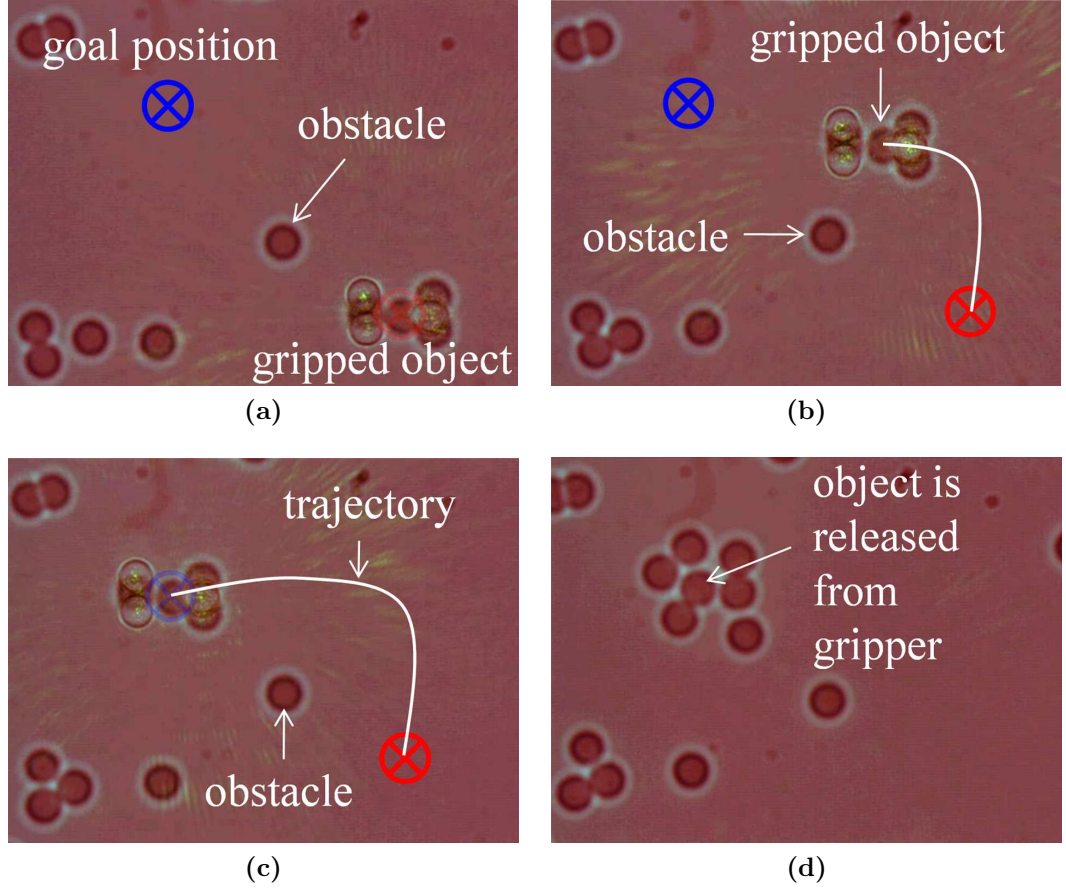 goal position
obstacle
gripped object
(a)
gripped object
obstacle
(b)
trajectory
obstacle
(c)
object is
released
from
gripper
(d)